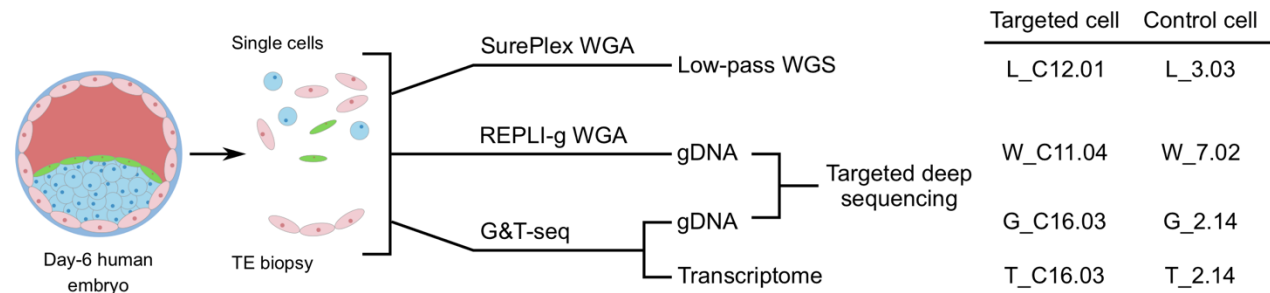 Targeted cell Control cell
Single cells
SurePlex WGA
Low-pass WGS
L_C12.01 L_3.03
REPLI-g WGA
gDNA
W_C11.04 W_7.02
Targeted deep
sequencing
G&T-seq
gDNA
G_C16.03 G_2.14
Day-6 human
embryo
TE biopsy
Transcriptome
T_C16.03 T_2.14